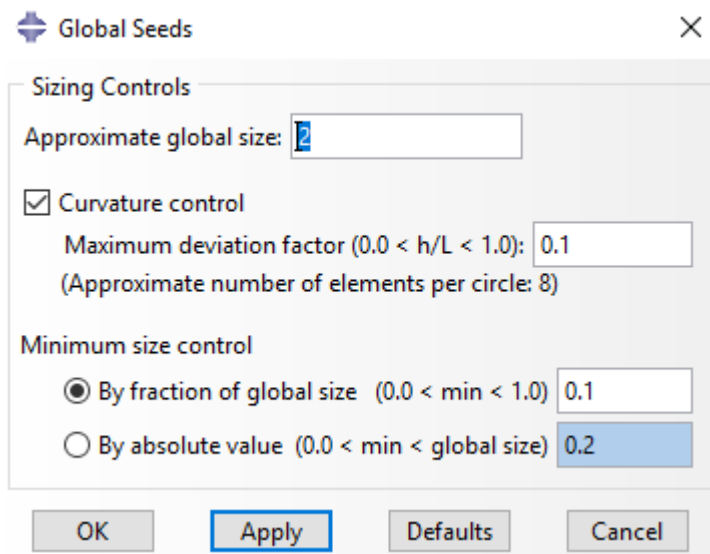 Global Seeds
Sizing Controls
Approximate global size: 2
Curvature control
Maximum deviation factor (0.0 < h/L < 1.0): 0.1
(Approximate number of elements per circle: 8)
Minimum size control
By fraction of global size (0.0 < min < 1.0) 0.1
By absolute value (0.0 < min < global size) 0.2
OK Apply Defaults Cancel